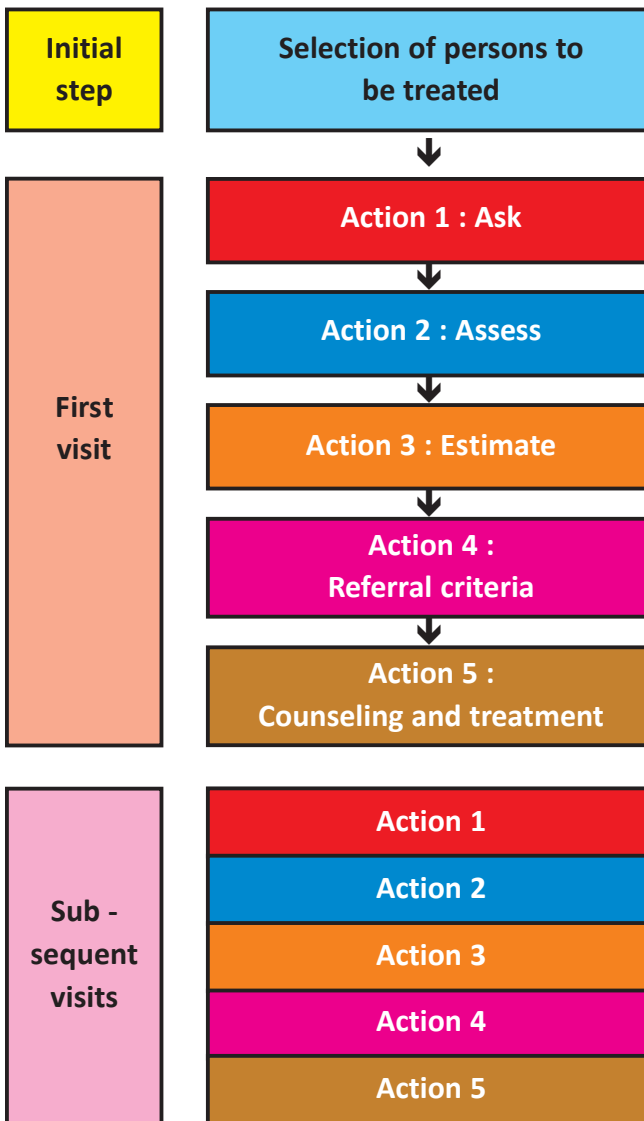 Initial
step
Selection of persons to
be treated
First
visit
Action 1 : Ask
Action 2 : Assess
Action 3 : Estimate
Action 4 :
Referral criteria
Action 5 :
Counseling and treatment
Sub -
sequent
visits
Action 1
Action 2
Action 3
Action 4
Action 5